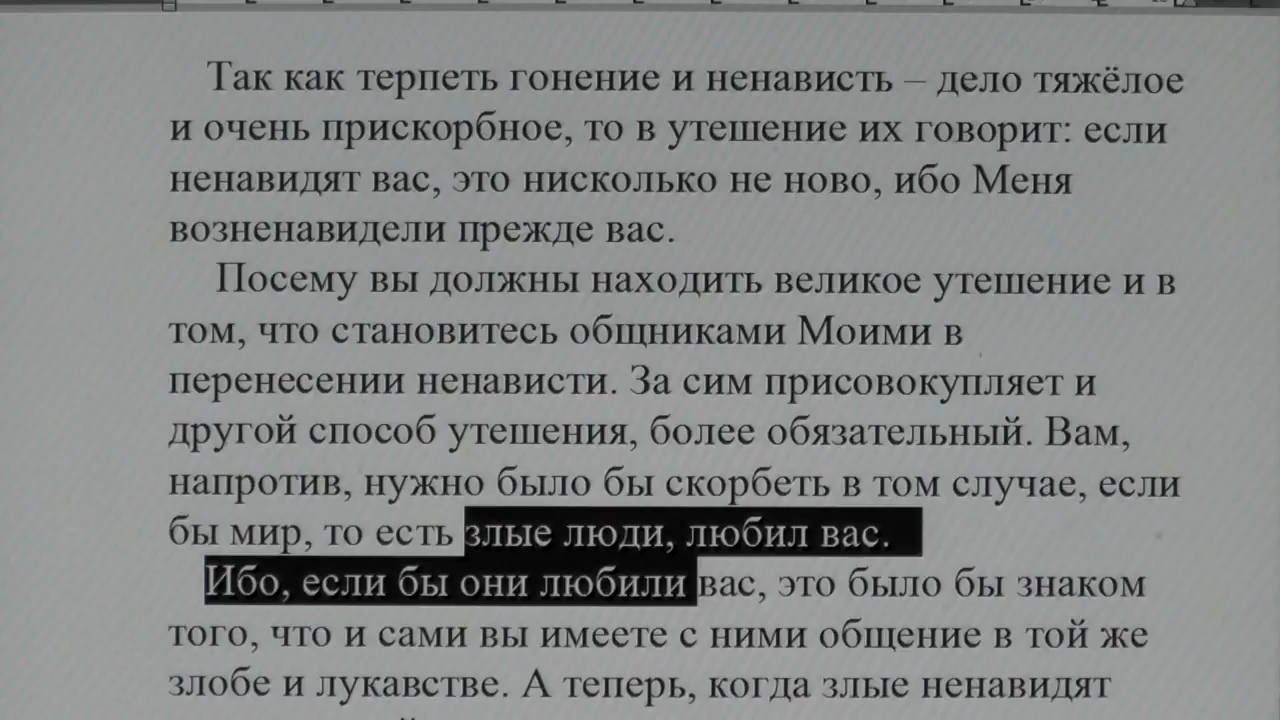 Так как терпеть гонение и ненависть – дело тяжёлое
и очень прискорбное, то в утешение их говорит: если
ненавидят вас, это нисколько не ново, ибо Меня
возненавидели прежде вас.
Посему вы должны находить великое утешение и в
том, что становитесь общниками Моими в
перенесении ненависти. За сим присовокупляет и
другой способ утешения, более обязательный. Вам,
напротив, нужно было бы скорбеть в том случае, если
бы мир, то есть злые люди, любил вас.
Ибо, если бы они любили вас, это было бы знаком
того, что и сами вы имеете с ними общение в той же
злобе и лукавстве. А теперь, когда злые ненавидят